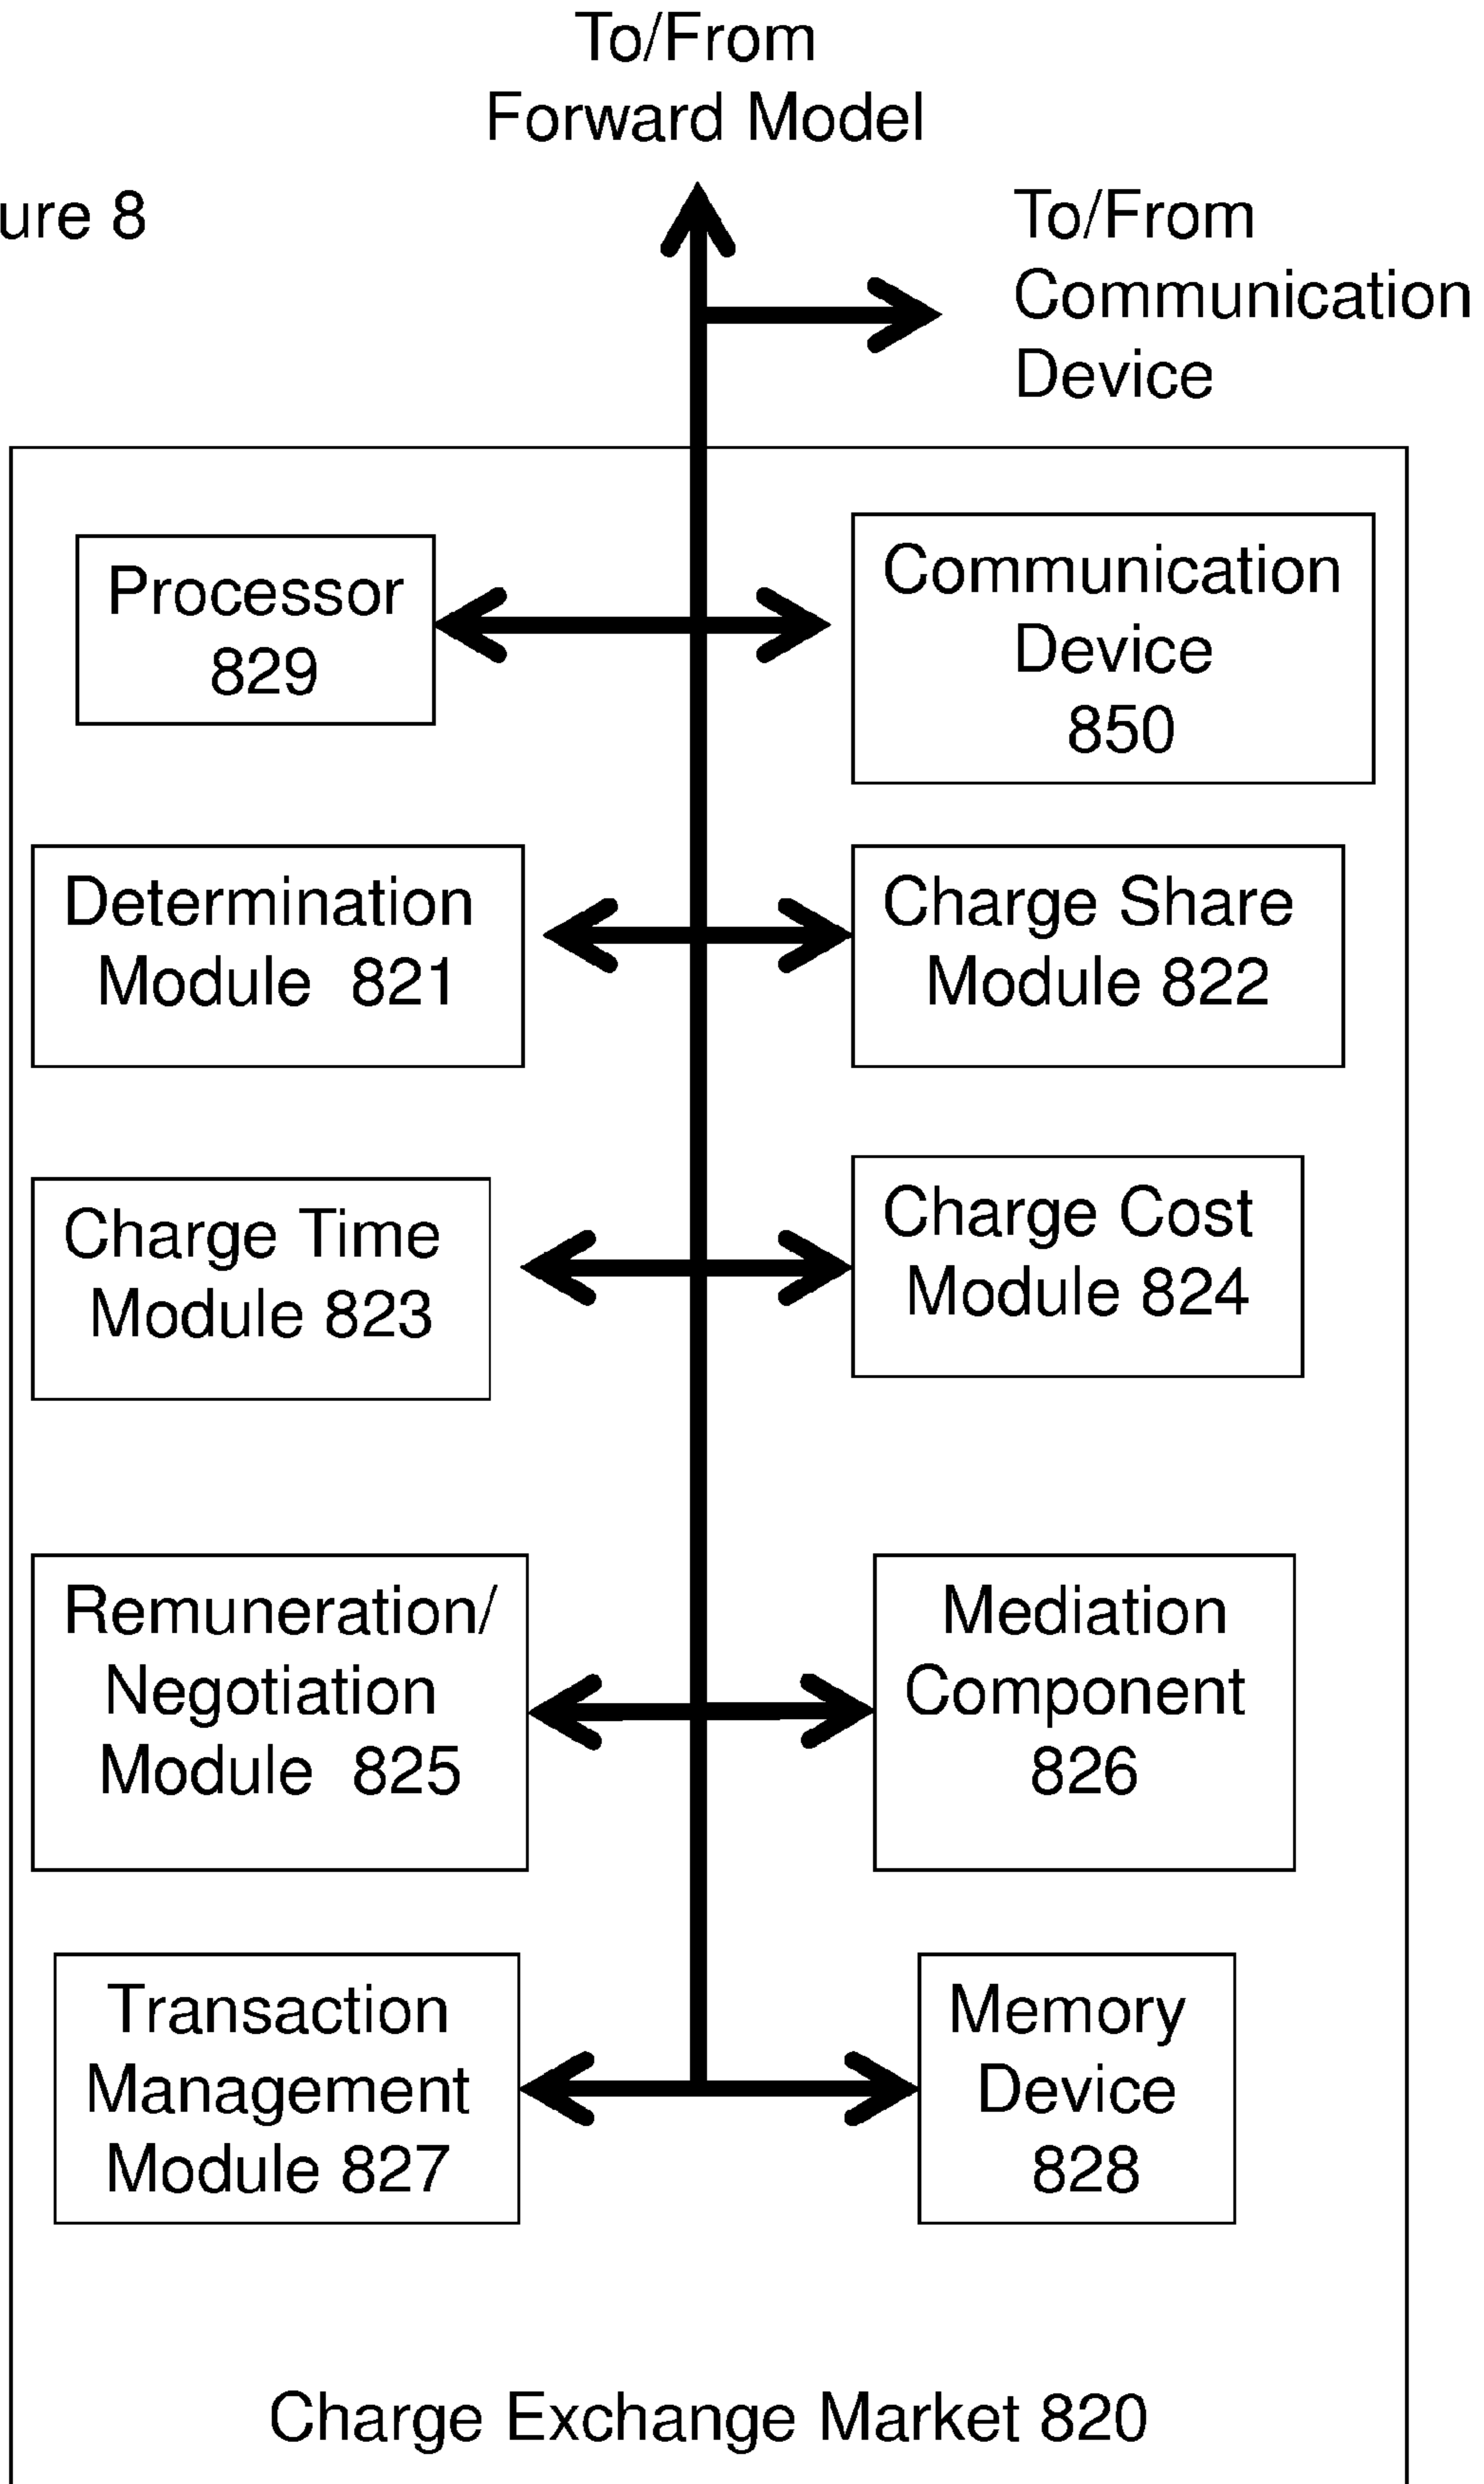 To/From
Forward Model
ure 8
To/From
Communication
Device
Processor
829
Communication
Device
850
Determination
Module 821
Charge Share
Module 822
Charge Time
Module 823
Charge Cost
Module 824
Remuneration/
Negotiation
Module 825
Mediation
Component
826
Transaction
Management
Module 827
Memory
Device
828
Charge Exchange Market 820